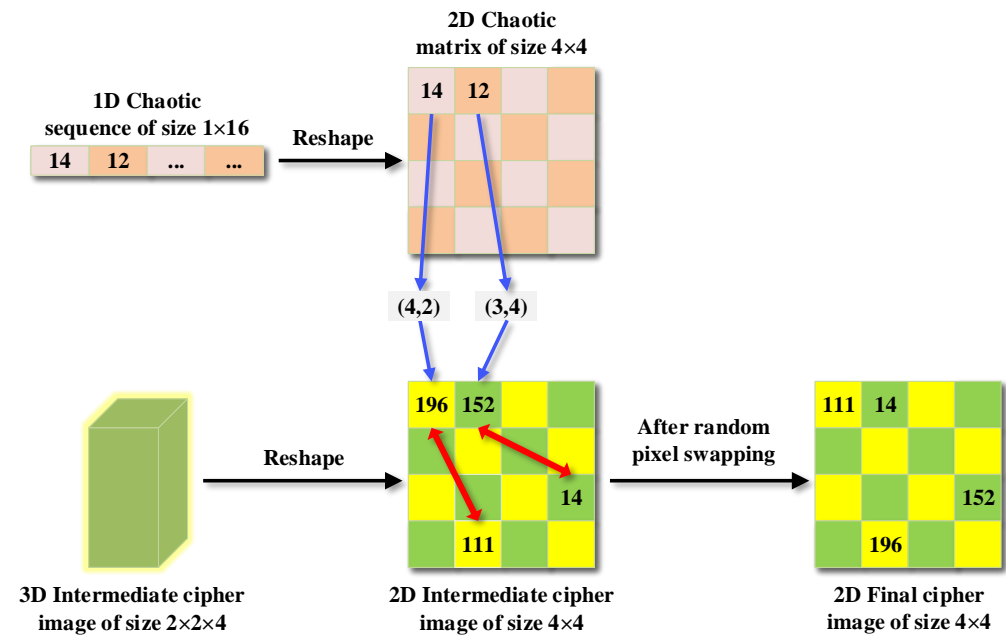 2D Chaotic
matrix of size 4×4
14 12
1D Chaotic
sequence of size 1×16
14 12 ... ...
Reshape
(4,2) (3,4)
196 152
14
111
Reshape
After random
pixel swapping
111 14
152
196
3D Intermediate cipher
image of size 2×2×4
2D Intermediate cipher
image of size 4×4
2D Final cipher
image of size 4×4